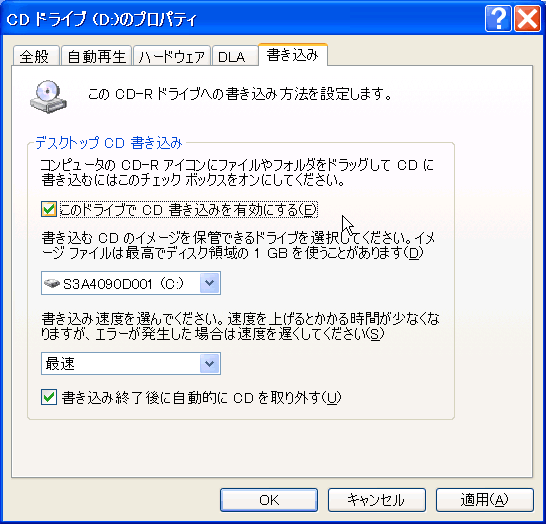 CD ドライブ (D:)のプロパティ
全般 自動再生 ハードウェア DLA 書き込み
この CD-R ドライブへの書き込み方法を設定します。
デスクトップ CD 書き込み
コンピュータの CD-R アイコンにファイルやフォルダをドラッグして CD に
書き込むにはこのチェック ボックスをオンにしてください。
このドライブで CD 書き込みを有効にする(E)
書き込む CD のイメージを保管できるドライブを選択してください。イメ
ージ ファイルは最高でディスク領域の 1 GB を使うことがあります(D)
S3A4090D001 (C:)
書き込み速度を選んでください。速度を上げるとかかる時間が少なくな
りますが、エラーが発生した場合は速度を遅くしてください(S)
最速
書き込み終了後に自動的に CD を取り外す(U)
OK キャンセル 適用(A)